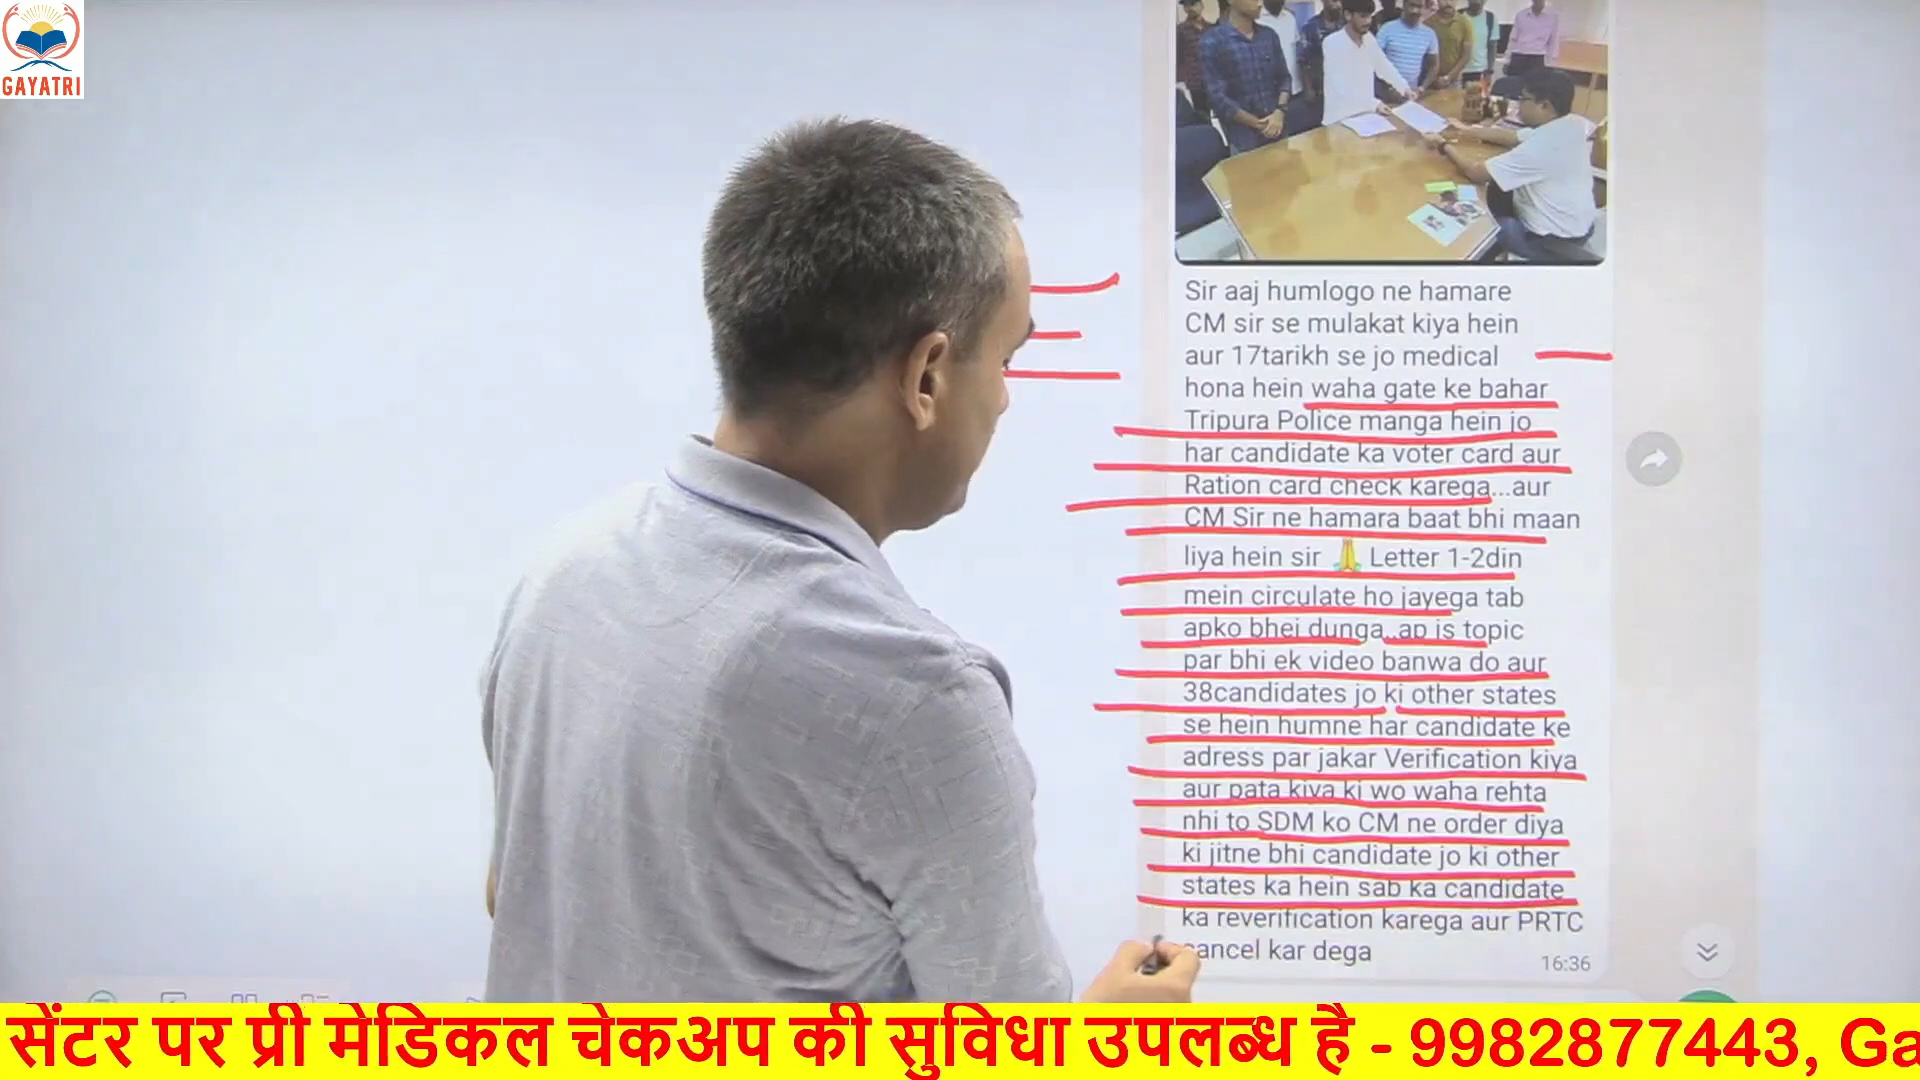 GAYATRI
Sir aaj humlogo ne hamare
CM sir se mulakat kiya hein
aur 17tarikh se jo medical
hona hein waha gate ke bahar
Tripura Police manga hein jo
har candidate ka voter card aur
Ration card check karega...aur
CM Sir ne hamara baat bhi maan
liya hein sir 🙏 Letter 1-2din
mein circulate ho jayega tab
apko bhej dunga..ap is topic
par bhi ek video banwa do aur
38candidates jo ki other states
se hein humne har candidate ke
adress par jakar Verification kiya
aur pata kiya ki wo waha rehta
nhi to SDM ko CM ne order diya
ki jitne bhi candidate jo ki other
states ka hein sab ka candidate
ka reverification karega aur PRTC
cancel kar dega
16:36
सेंटर पर प्री मेडिकल चेकअप की सुविधा उपलब्ध है - 9982877443, Ga